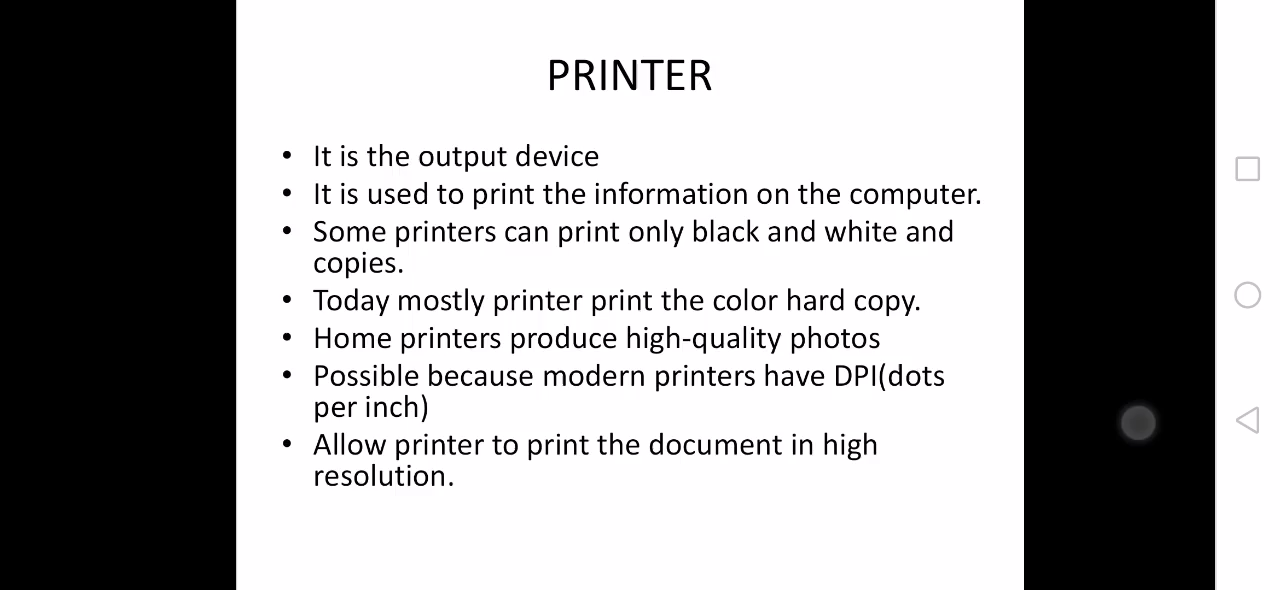 PRINTER
• It is the output device
• It is used to print the information on the computer.
• Some printers can print only black and white and
copies.
• Today mostly printer print the color hard copy.
• Home printers produce high-quality photos
• Possible because modern printers have DPI(dots
per inch)
• Allow printer to print the document in high
resolution.